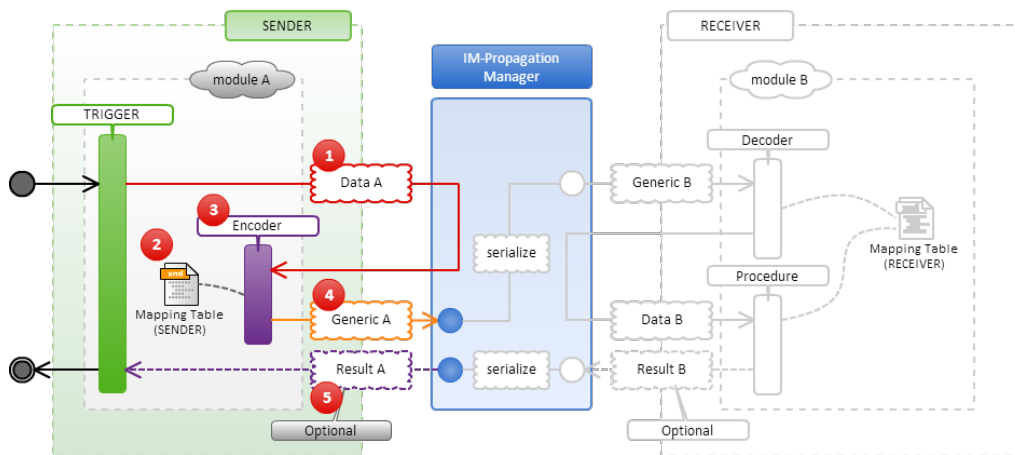 SENDER
RECEIVER
IM-Propagation
Manager
module A
module B
TRIGGER
Decoder
1
Data A
Generic B
3
Encoder
2
serialize
xml
Mapping Table
(SENDER)
Mapping Table
(RECEIVER)
Procedure
4
Generic A
Data B
Result A
serialize
Result B
5
Optional
Optional